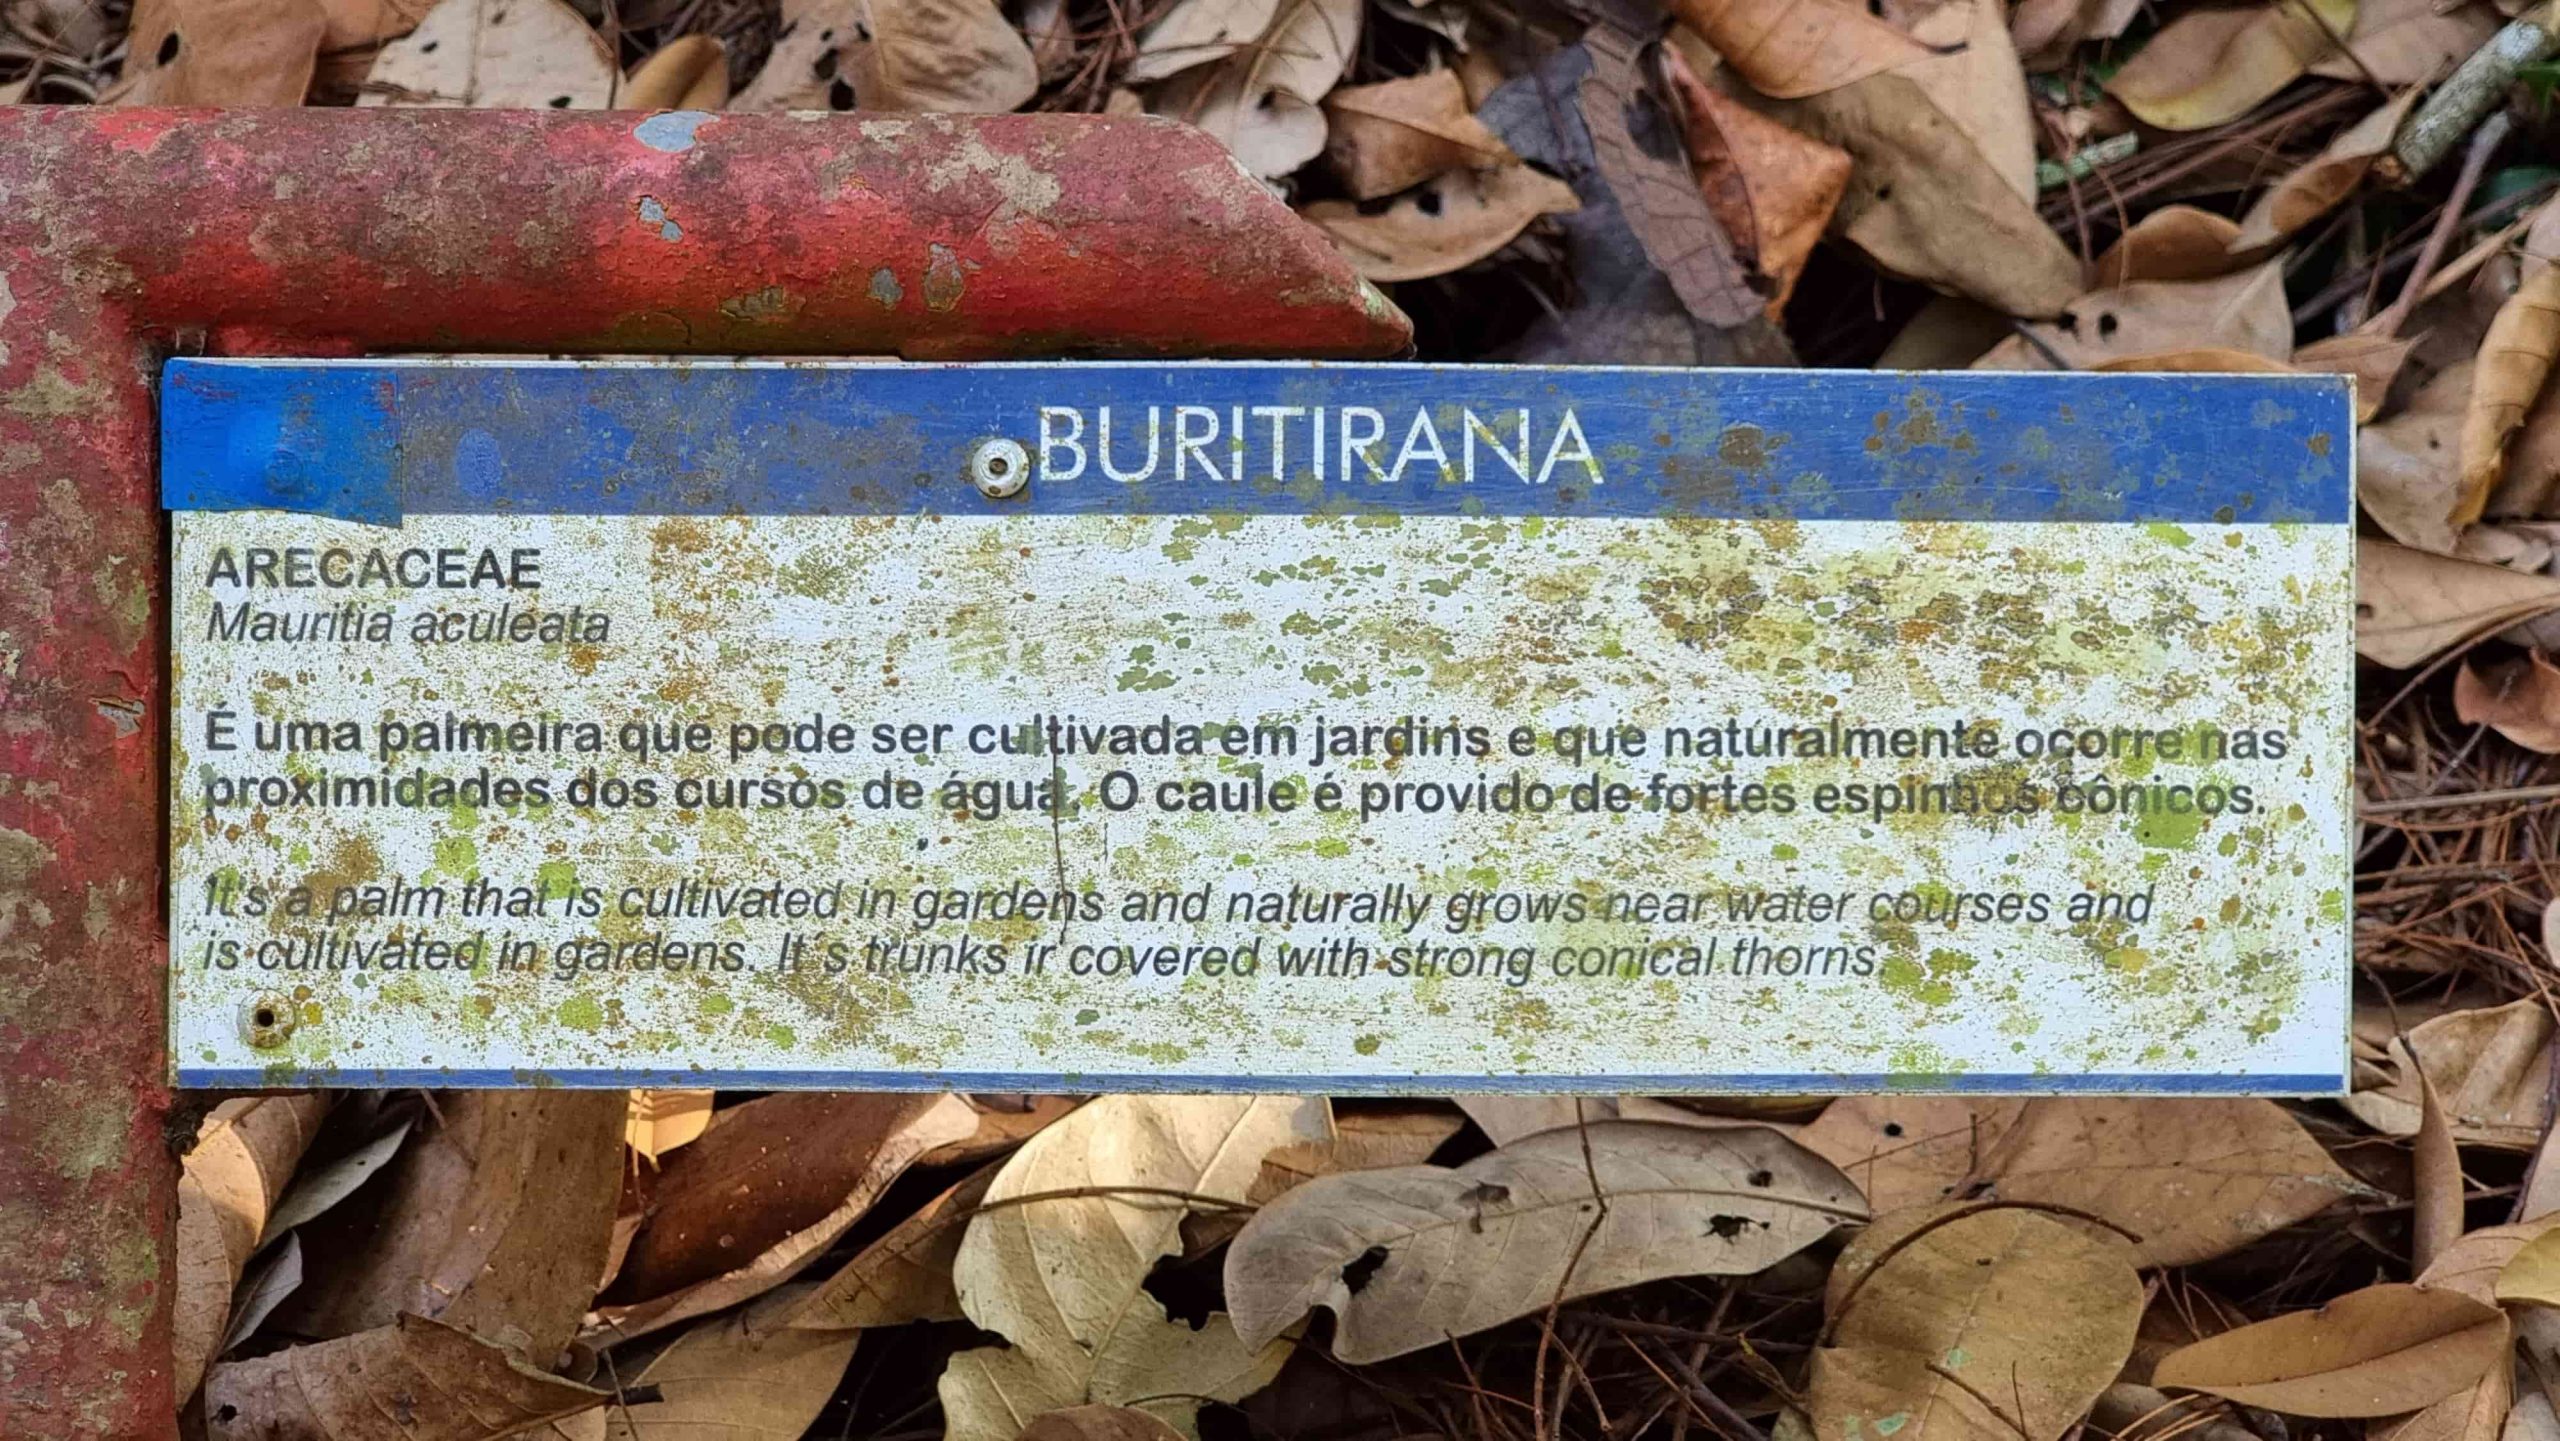 BURITIRANA
ARECACEAE
Mauritia aculeata
É uma palmeira que pode ser cultivada em jardins e que naturalmente ocorre nas
proximidades dos cursos de água. O caule é provido de fortes espinhos cônicos.
It's a palm that is cultivated in gardens and naturally grows near water courses and
is cultivated in gardens. It´s trunks ir covered with strong conical thorns.